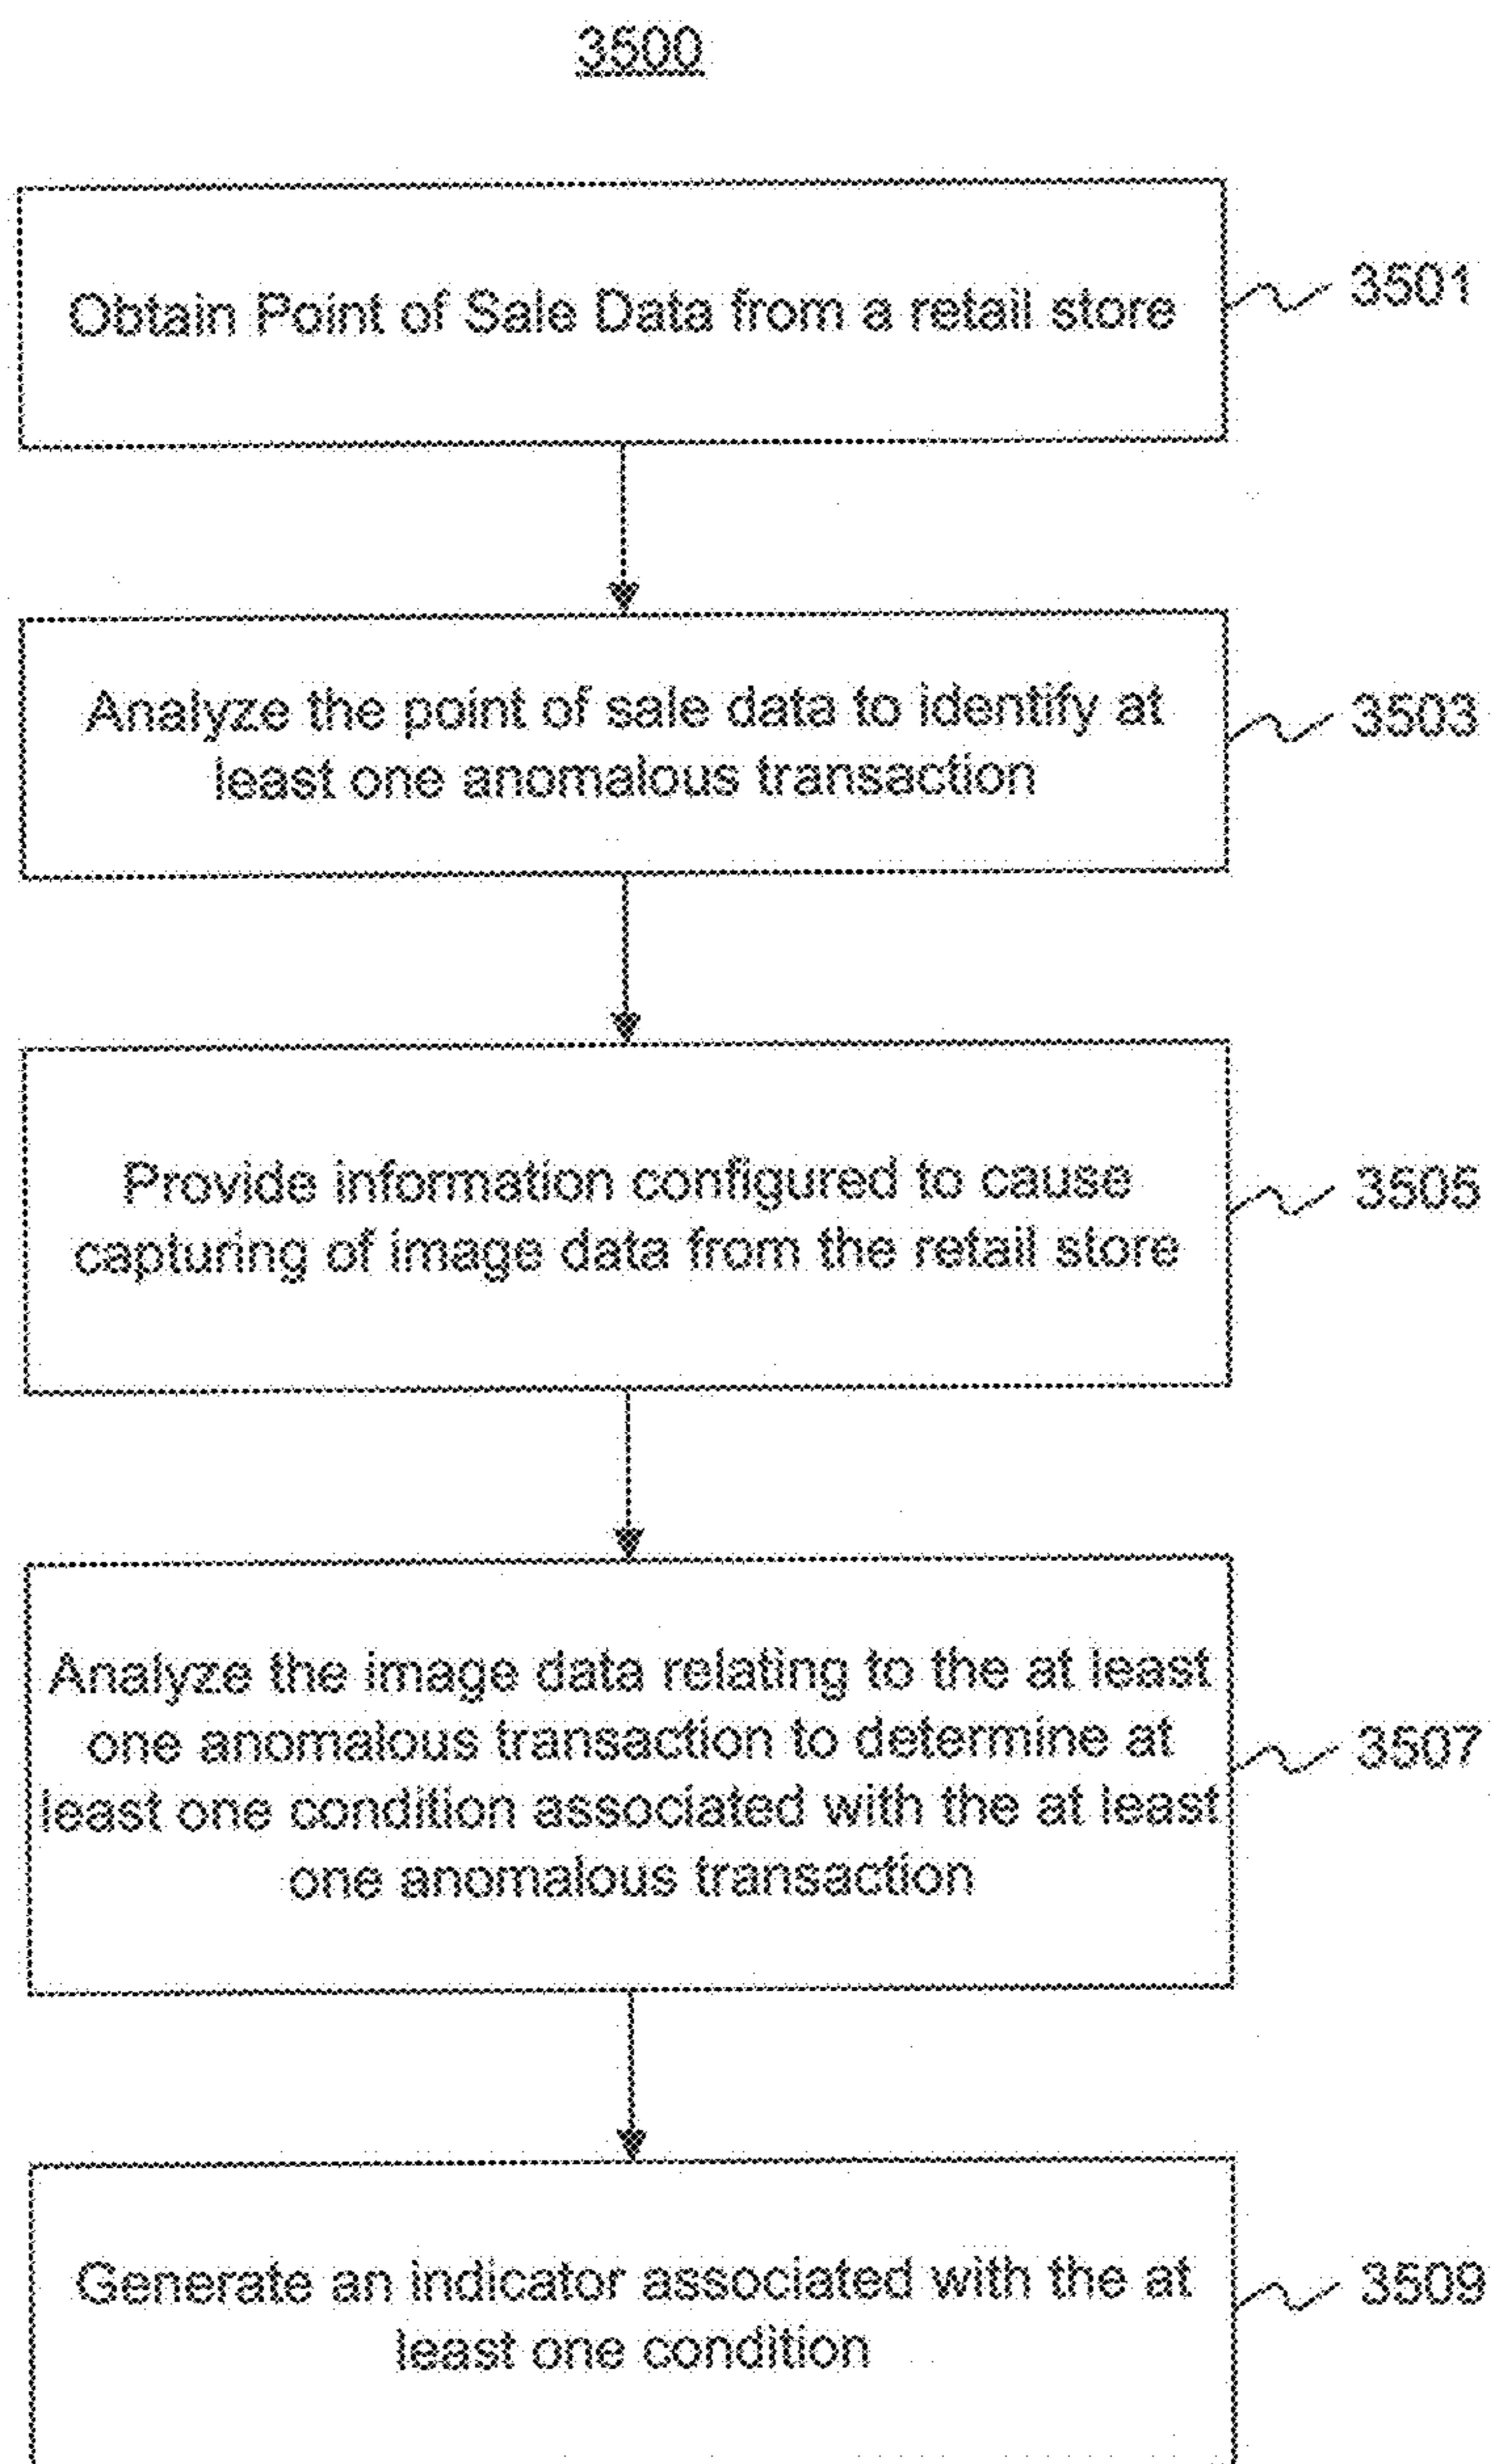 3500
Obtain Point of Sale Data from a retail store
3501
Analyze the point of sale data to identify at
least one anomalous transaction
3503
Provide information configured to cause
capturing of image data from the retail store
3505
Analyze the image data relating to the at least
one anomalous transaction to determine at
least one condition associated with the at least
one anomalous transaction
3507
Generate an indicator associated with the at
least one condition
3509